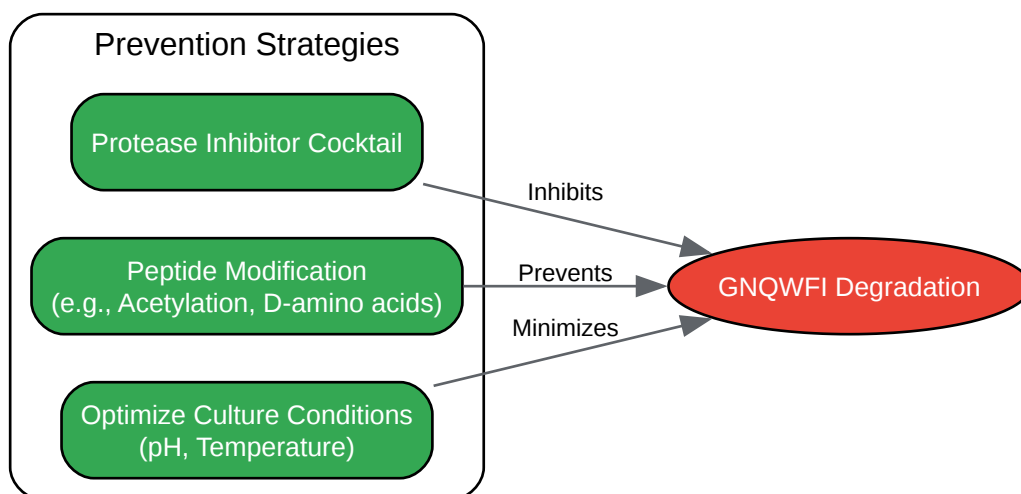 Prevention Strategies
Protease Inhibitor Cocktail
Inhibits
Peptide Modification
(e.g., Acetylation, D-amino acids)
Prevents
GNQWFI Degradation
Minimizes
Optimize Culture Conditions
(pH, Temperature)